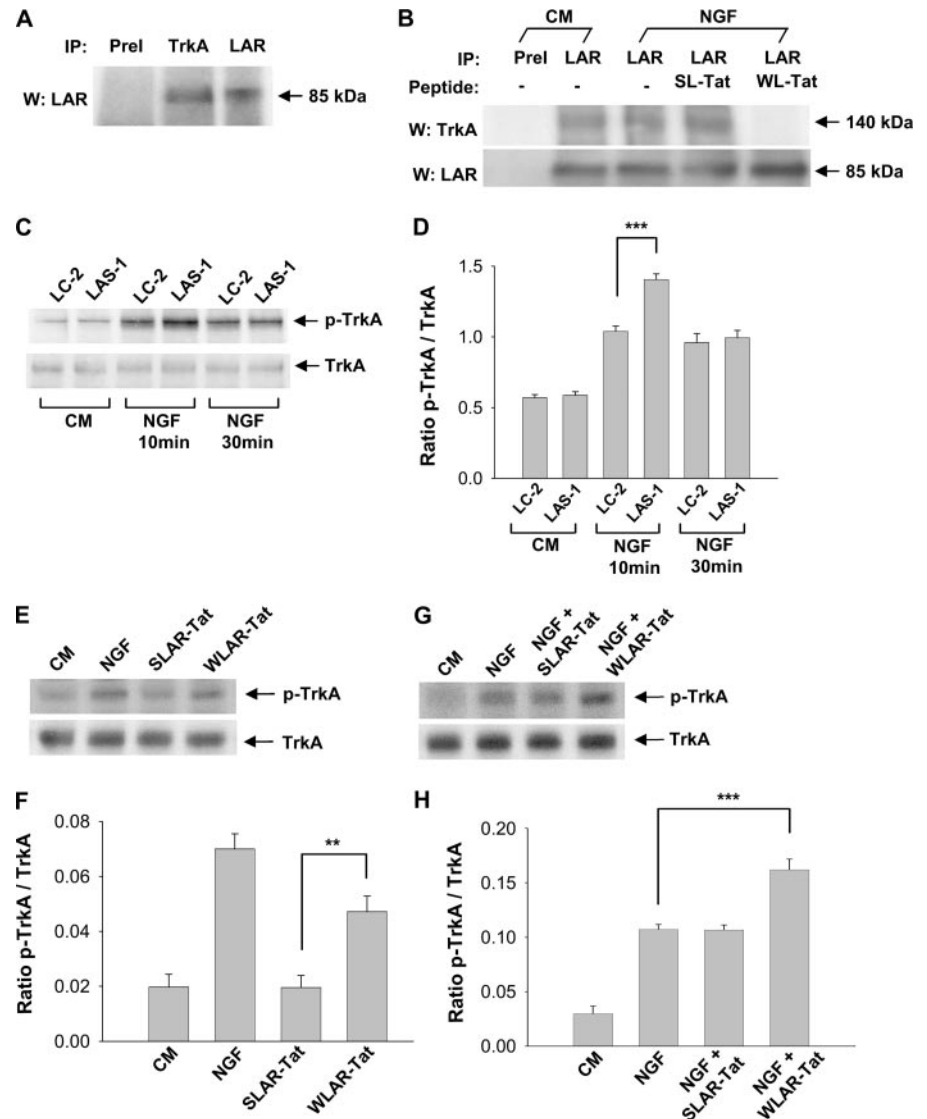 A
IP: PreI TrkA LAR
W: LAR
85 kDa
B
CM NGF
IP: PreI LAR LAR LAR LAR
Peptide: - - - SL-Tat WL-Tat
W: TrkA
140 kDa
W: LAR
85 kDa
C
LC-2 LAS-1 LC-2 LAS-1 LC-2 LAS-1
p-TrkA
TrkA
CM NGF NGF
10min 30min
D
***
Ratio p-TrkA / TrkA
1.5
1.0
0.5
0.0
LC-2 LAS-1 LC-2 LAS-1 LC-2 LAS-1
CM NGF NGF
10min 30min
E
CM NGF SLAR-Tat WLAR-Tat
p-TrkA
TrkA
F
**
Ratio p-TrkA / TrkA
0.08
0.06
0.04
0.02
0.00
CM NGF SLAR-Tat WLAR-Tat
G
CM NGF NGF + SLAR-Tat NGF + WLAR-Tat
p-TrkA
TrkA
H
***
Ratio p-TrkA / TrkA
0.20
0.15
0.10
0.05
0.00
CM NGF NGF + SLAR-Tat NGF + WLAR-Tat